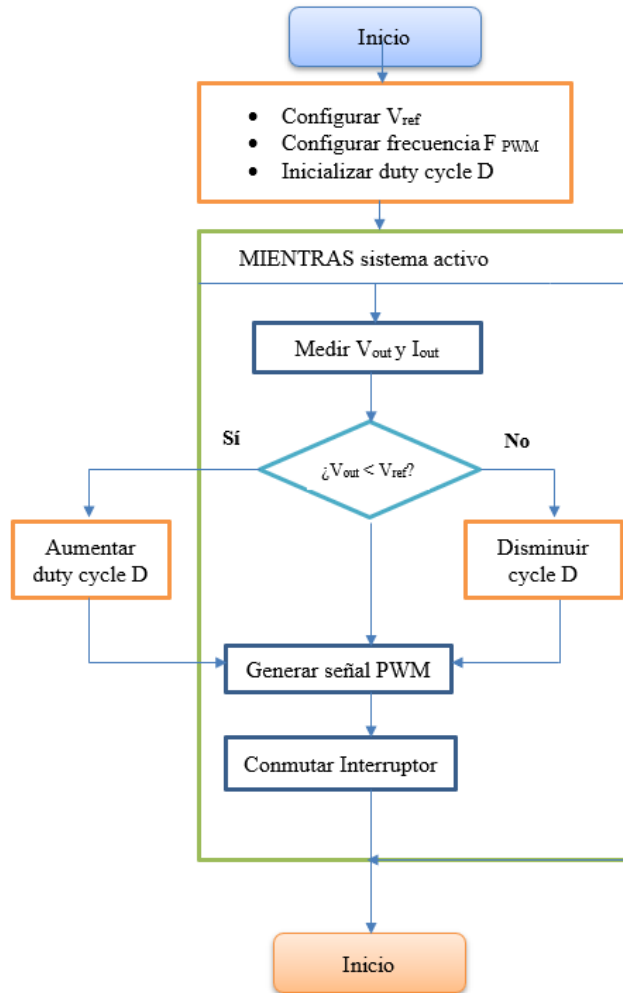 Inicio
• Configurar Vref
• Configurar frecuencia F PWM
• Inicializar duty cycle D
MIENTRAS sistema activo
Medir Vout y Iout
Sí
No
¿Vout < Vref?
Aumentar
duty cycle D
Disminuir
cycle D
Generar señal PWM
Conmutar Interruptor
Inicio